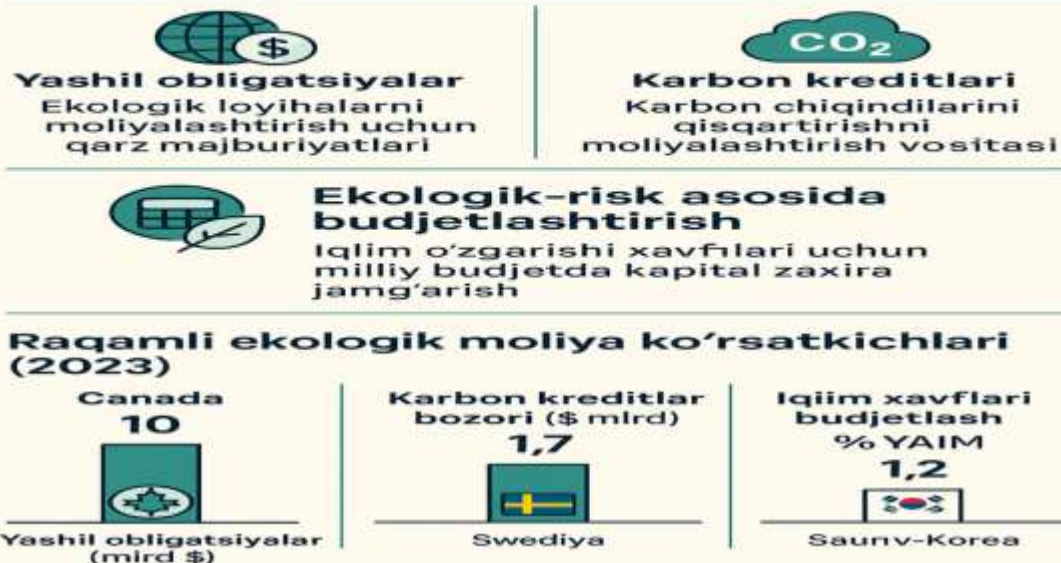 $
Yashil obligatsiyalar
Ekologik loyihalarni
moliyalashtirish uchun
qarz majburiyatlari
CO₂
Karbon kreditlari
Karbon chiqindilarini
qisqartirishni
moliyalashtirish vositasi
Ekologik-risk asosida
budjetlashtirish
Iqlim o‘zgarishi xavfılari uchun
milliy budjetda kapital zaxira
jamg‘arish
Raqamli ekologik moliya ko‘rsatkichlari
(2023)
Canada
10
Yashil obligatsiyalar
(mird $)
Karbon kreditlar
bozori ($ mlrd)
1,7
Swediya
Iqiim xavflari
budjetlash
% YAIM
1,2
Saunv-Korea